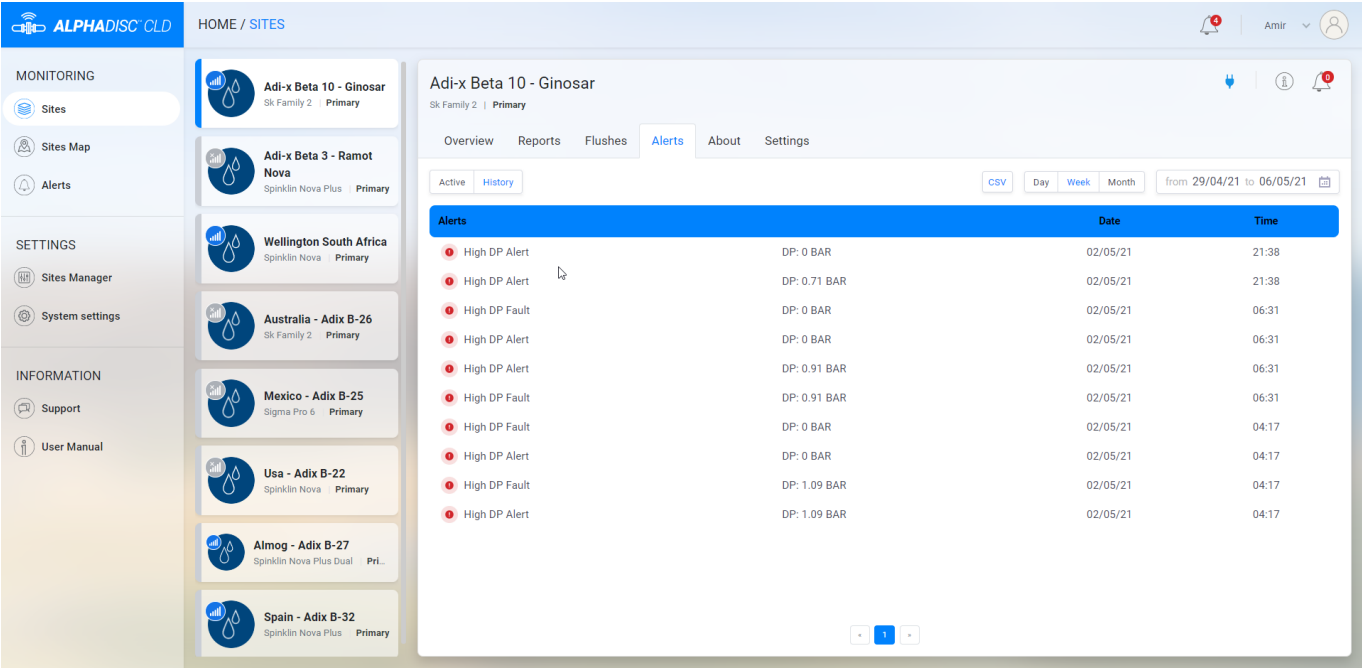 ALPHADISC CLD
HOME / SITES
4
Amir
MONITORING
Sites
Sites Map
Alerts
SETTINGS
Sites Manager
System settings
INFORMATION
Support
User Manual
Adi-x Beta 10 - Ginosar
Sk Family 2 | Primary
Adi-x Beta 3 - Ramot
Nova
Spinklin Nova Plus | Primary
Wellington South Africa
Spinklin Nova | Primary
Australia - Adix B-26
Sk Family 2 | Primary
Mexico - Adix B-25
Sigma Pro 6 | Primary
Usa - Adix B-22
Spinklin Nova | Primary
Almog - Adix B-27
Spinklin Nova Plus Dual | Pri...
Spain - Adix B-32
Spinklin Nova Plus | Primary
Adi-x Beta 10 - Ginosar
Sk Family 2 | Primary
0
Overview Reports Flushes Alerts About Settings
Active History CSV Day Week Month from 29/04/21 to 06/05/21
Alerts Date Time
High DP Alert DP: 0 BAR 02/05/21 21:38
High DP Alert DP: 0.71 BAR 02/05/21 21:38
High DP Fault DP: 0 BAR 02/05/21 06:31
High DP Alert DP: 0 BAR 02/05/21 06:31
High DP Alert DP: 0.91 BAR 02/05/21 06:31
High DP Fault DP: 0.91 BAR 02/05/21 06:31
High DP Fault DP: 0 BAR 02/05/21 04:17
High DP Alert DP: 0 BAR 02/05/21 04:17
High DP Fault DP: 1.09 BAR 02/05/21 04:17
High DP Alert DP: 1.09 BAR 02/05/21 04:17
« 1 »